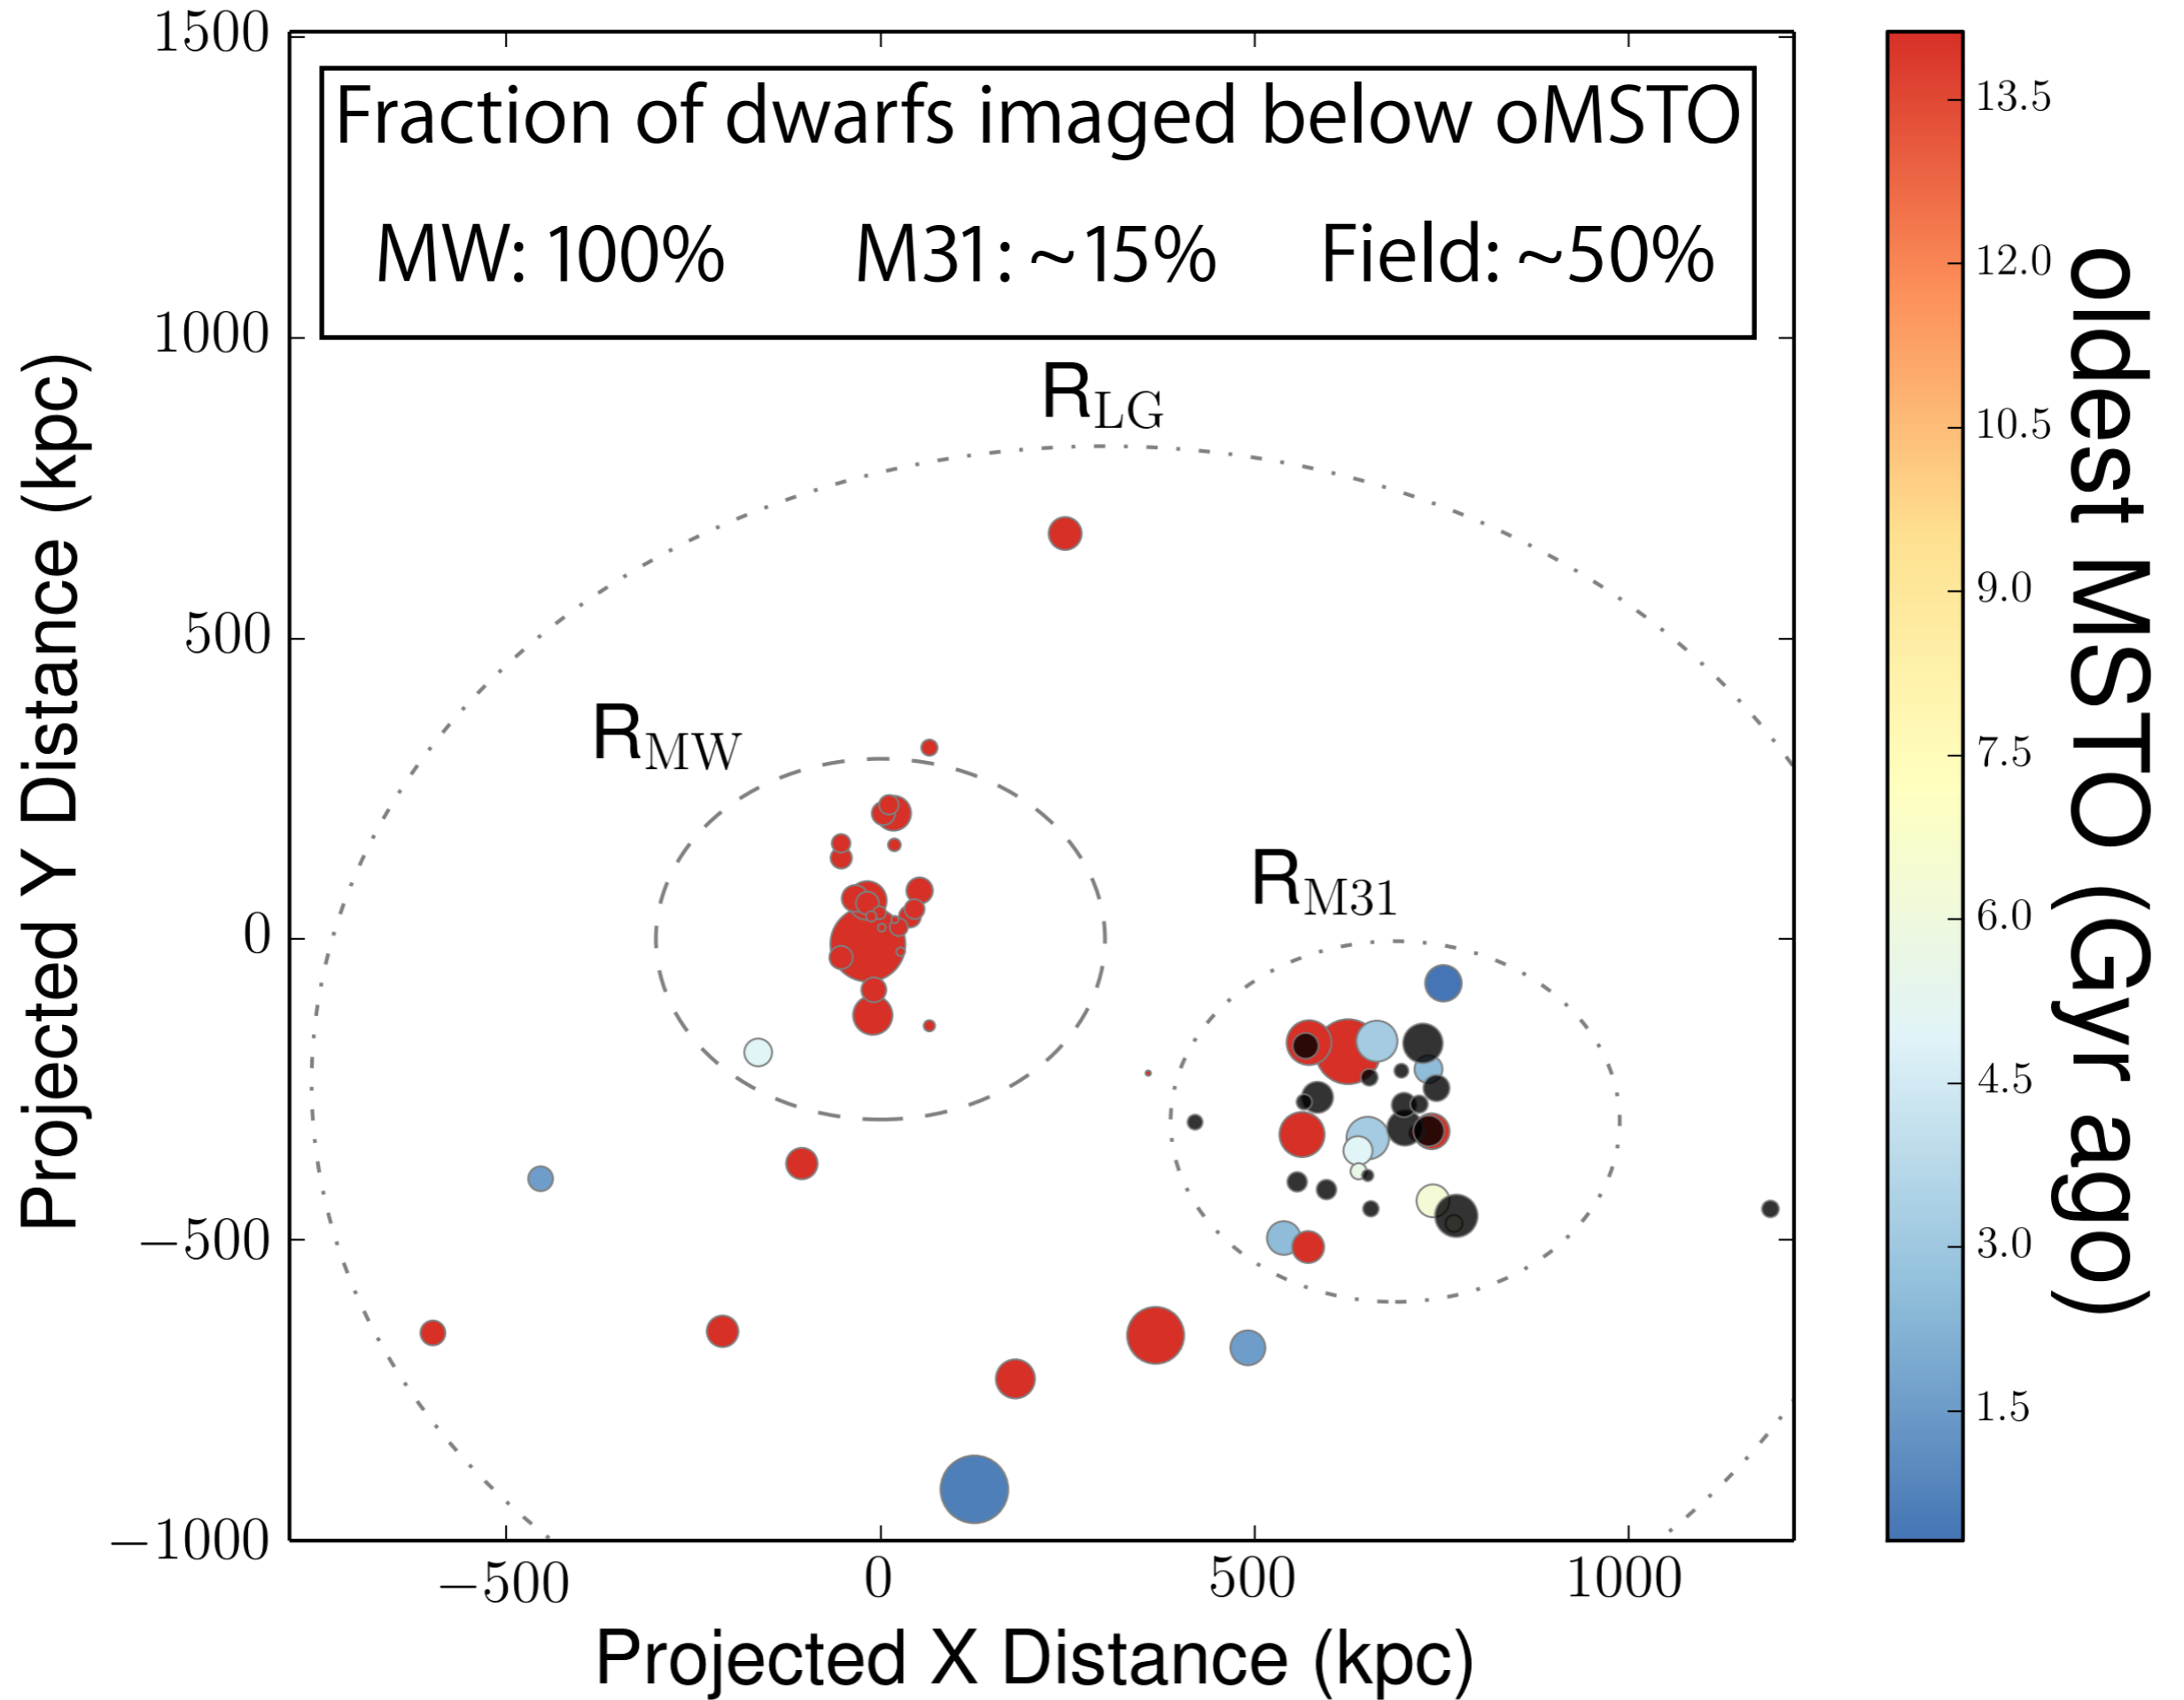 1500
Fraction of dwarfs imaged below oMSTO
MW: 100% M31: ~15% Field: ~50%
1000
R_LG
500
R_MW
R_M31
0
−500
−1000
−500 0 500 1000
Projected X Distance (kpc)
Projected Y Distance (kpc)
13.5
12.0
10.5
9.0
7.5
6.0
4.5
3.0
1.5
oldest MSTO (Gyr ago)